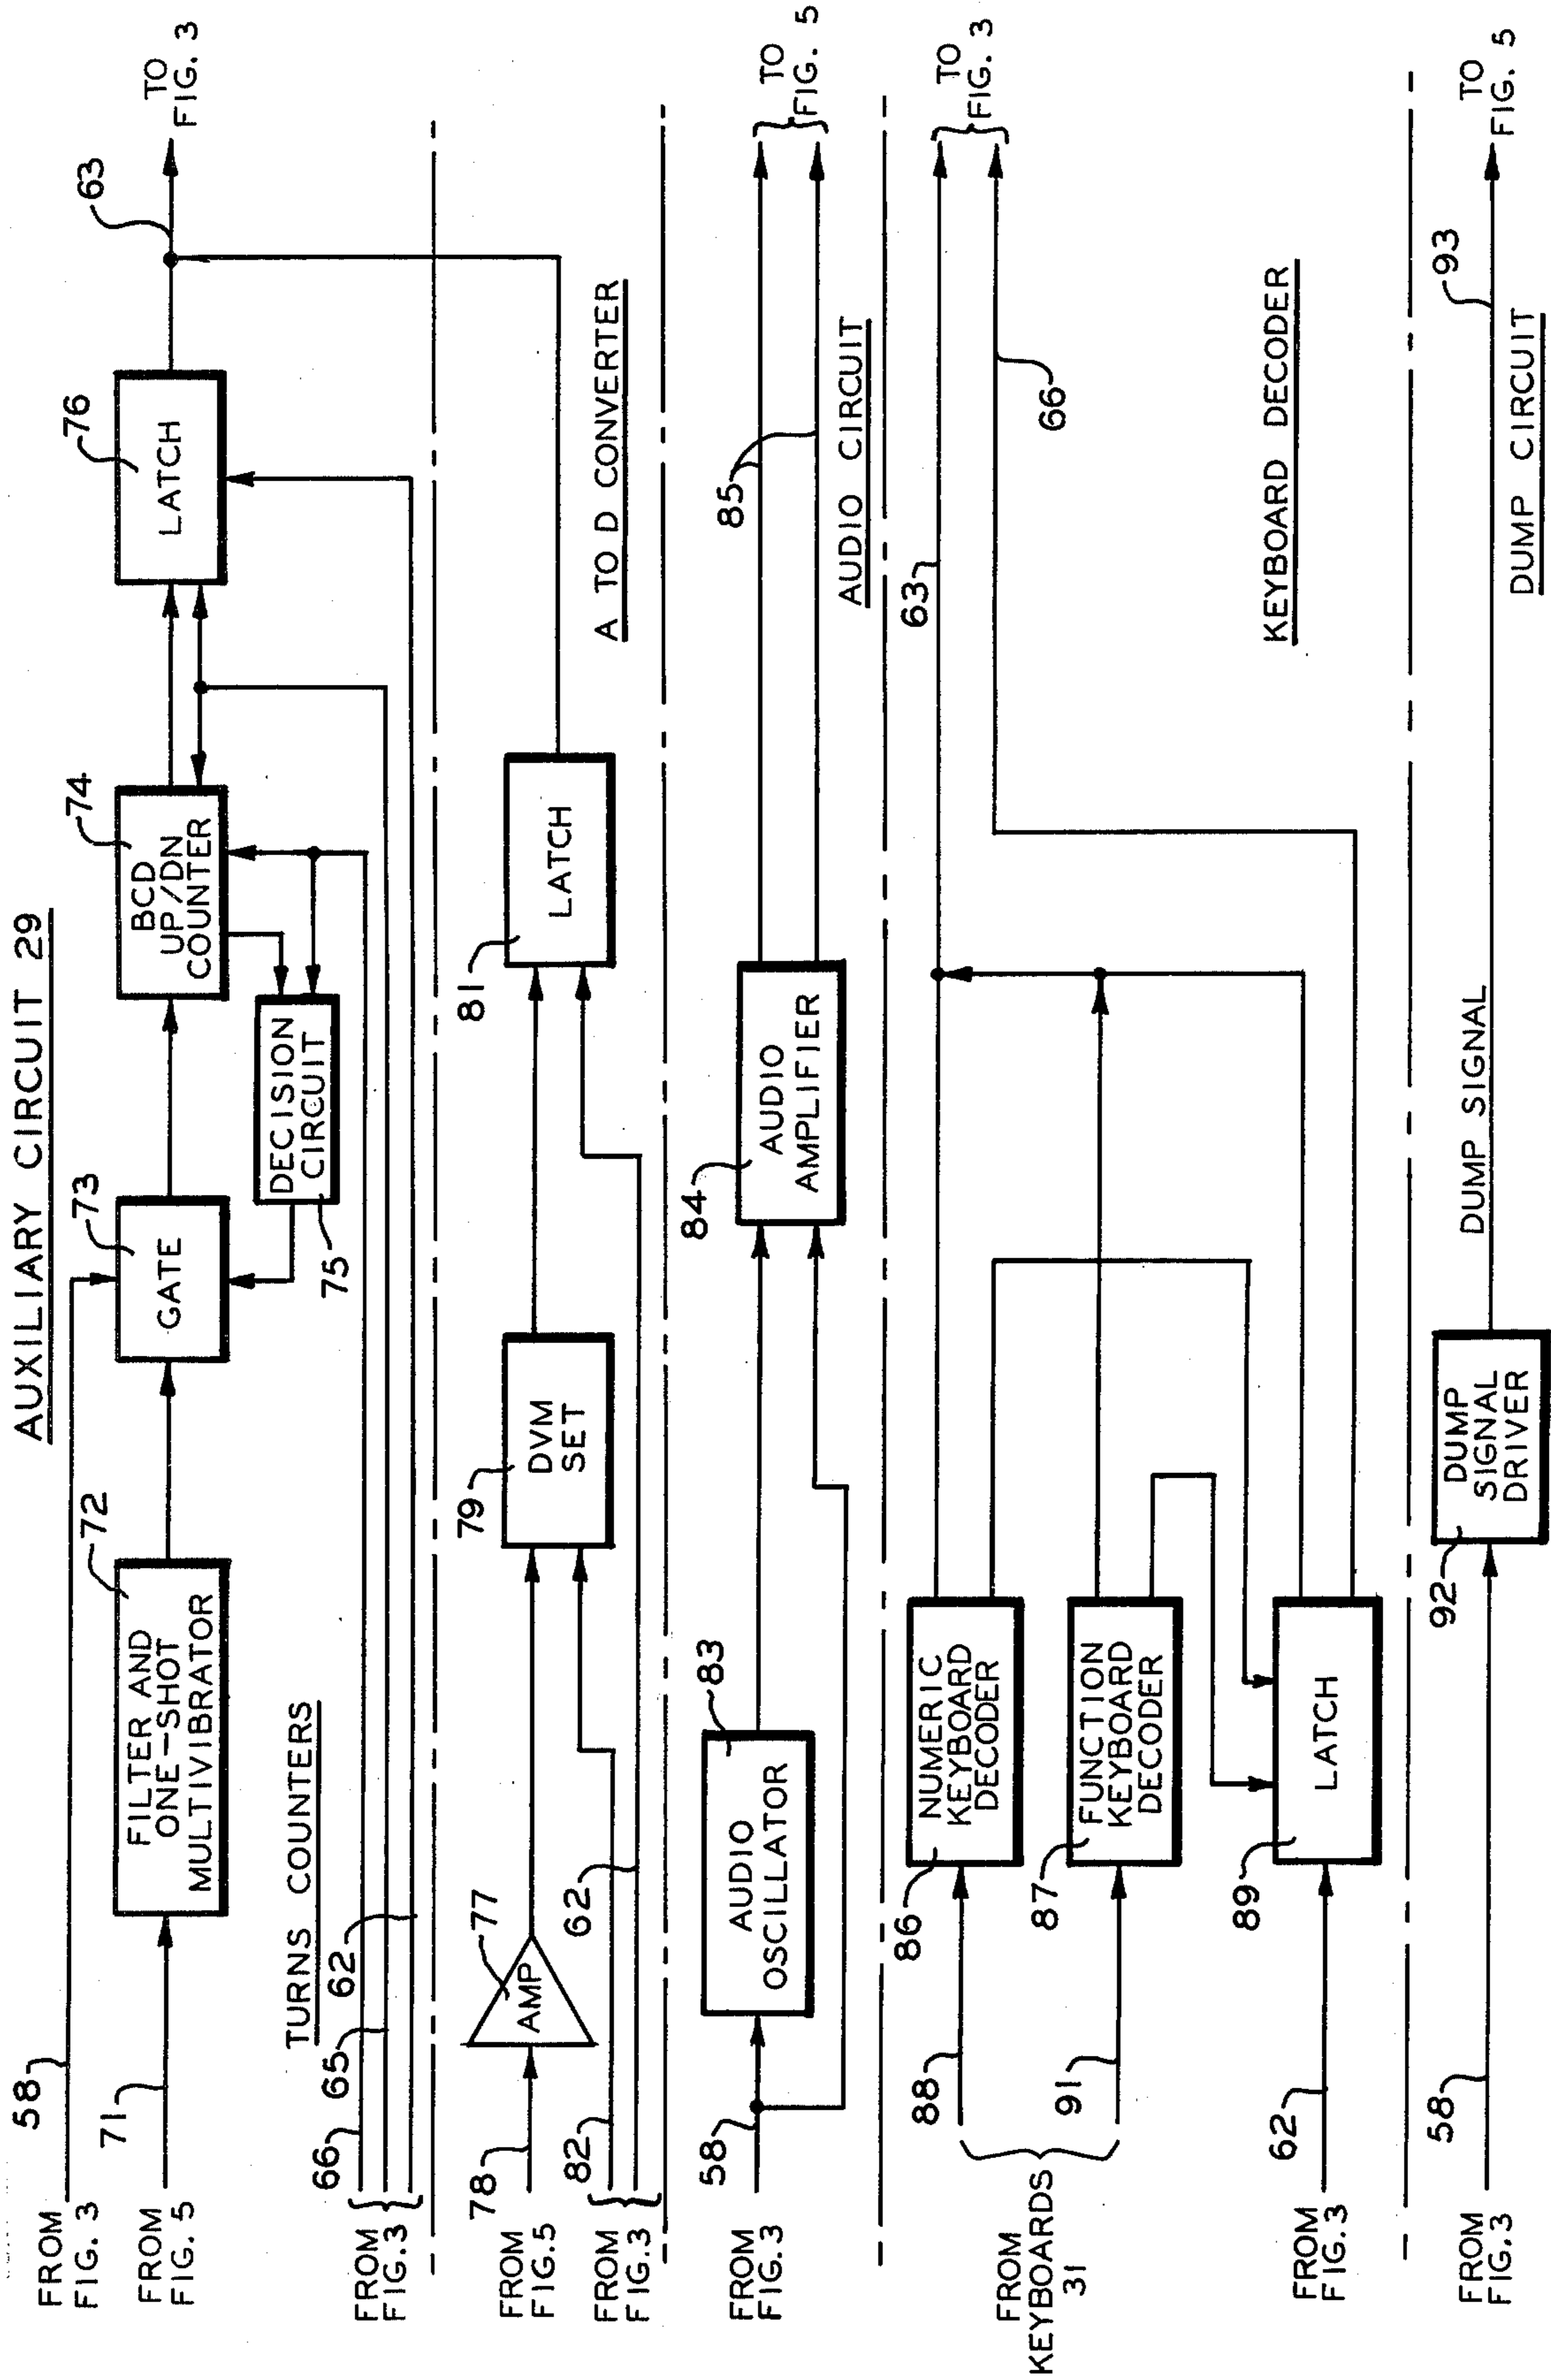 AUXILIARY CIRCUIT 29
FROM
FIG. 3
58
FROM
FIG. 5
71
FILTER AND
ONE-SHOT
MULTIVIBRATOR
72
GATE
73
BCD
UP/DN
COUNTER
74
DECISION
CIRCUIT
75
LATCH
76
63
TO
FIG. 3
TURNS COUNTERS
FROM
FIG.3
66
65
62
FROM
FIG.5
78
AMP
77
FROM
FIG.3
82
62
DVM
SET
79
LATCH
81
A TO D CONVERTER
FROM
FIG.3
58
AUDIO
OSCILLATOR
83
AUDIO
AMPLIFIER
84
85
TO
FIG. 5
AUDIO CIRCUIT
FROM
KEYBOARDS
31
88
91
NUMERIC
KEYBOARD
DECODER
86
FUNCTION
KEYBOARD
DECODER
87
FROM
FIG.3
62
LATCH
89
63
66
TO
FIG. 3
KEYBOARD DECODER
FROM
FIG.3
58
DUMP
SIGNAL
DRIVER
92
DUMP SIGNAL
93
TO
FIG. 5
DUMP CIRCUIT